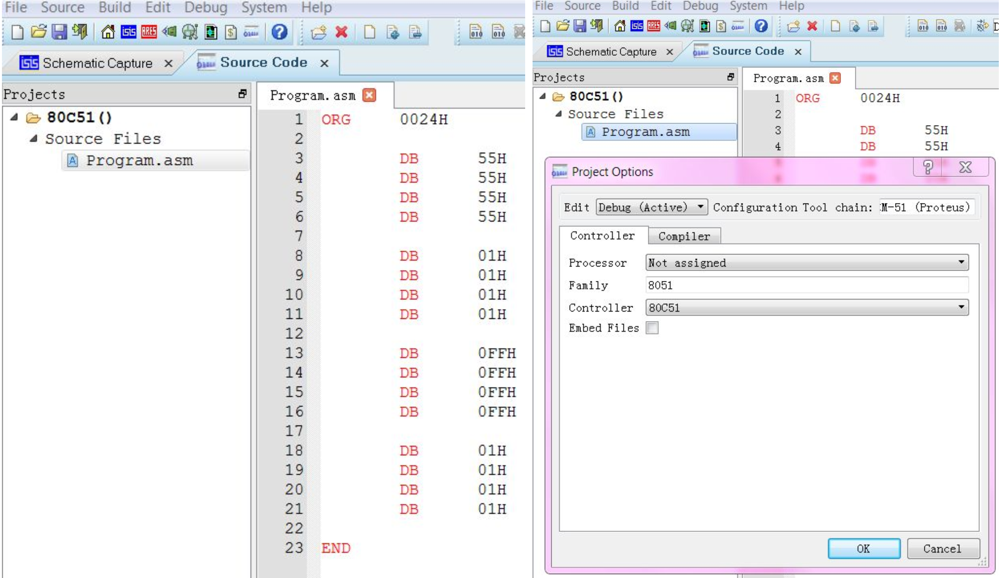 File Source Build Edit Debug System Help
isis ARES
isis Schematic Capture x Source Code x
Projects
80C51()
Source Files
Program.asm
Program.asm
1 ORG 0024H
2
3 DB 55H
4 DB 55H
5 DB 55H
6 DB 55H
7
8 DB 01H
9 DB 01H
10 DB 01H
11 DB 01H
12
13 DB 0FFH
14 DB 0FFH
15 DB 0FFH
16 DB 0FFH
17
18 DB 01H
19 DB 01H
20 DB 01H
21 DB 01H
22
23 END
File Source Build Edit Debug System Help
isis ARES
isis Schematic Capture x Source Code x
Projects
80C51()
Source Files
Program.asm
Program.asm
1 ORG 0024H
2
3 DB 55H
4 DB 55H
Project Options
Edit Debug (Active) Configuration Tool chain: M-51 (Proteus)
Controller Compiler
Processor Not assigned
Family 8051
Controller 80C51
Embed Files
OK Cancel